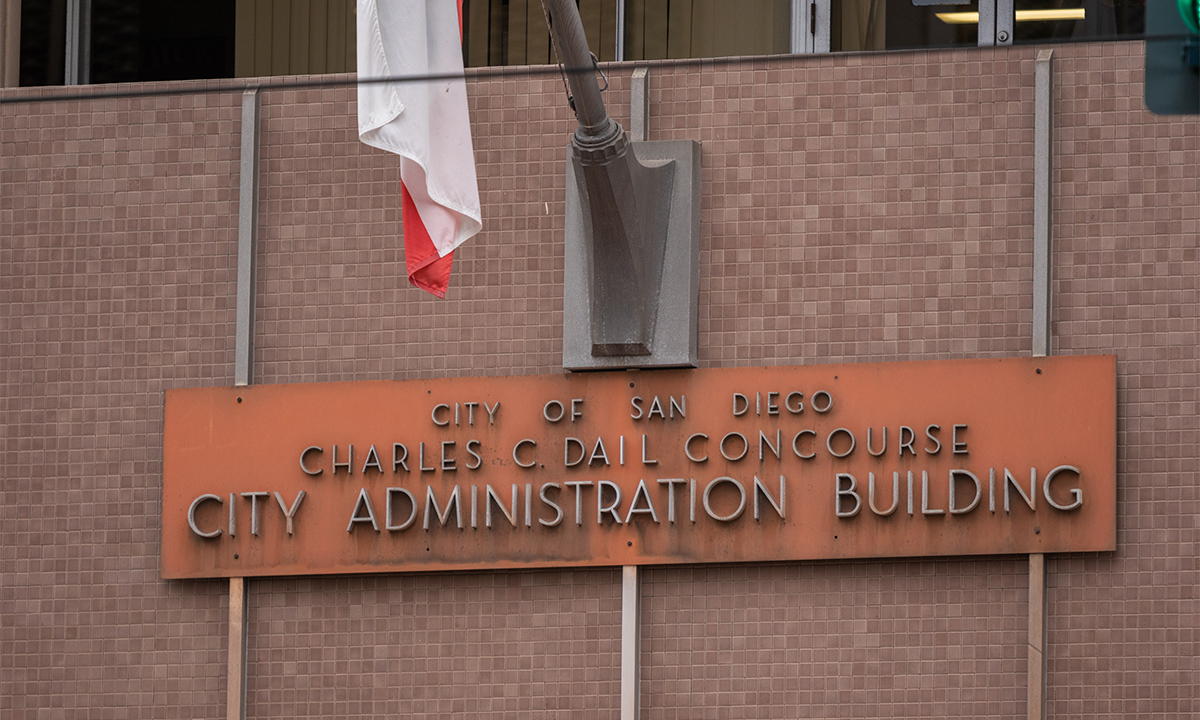 CITY OF SAN DIEGO
CHARLES C. DAIL CONCOURSE
CITY ADMINISTRATION BUILDING